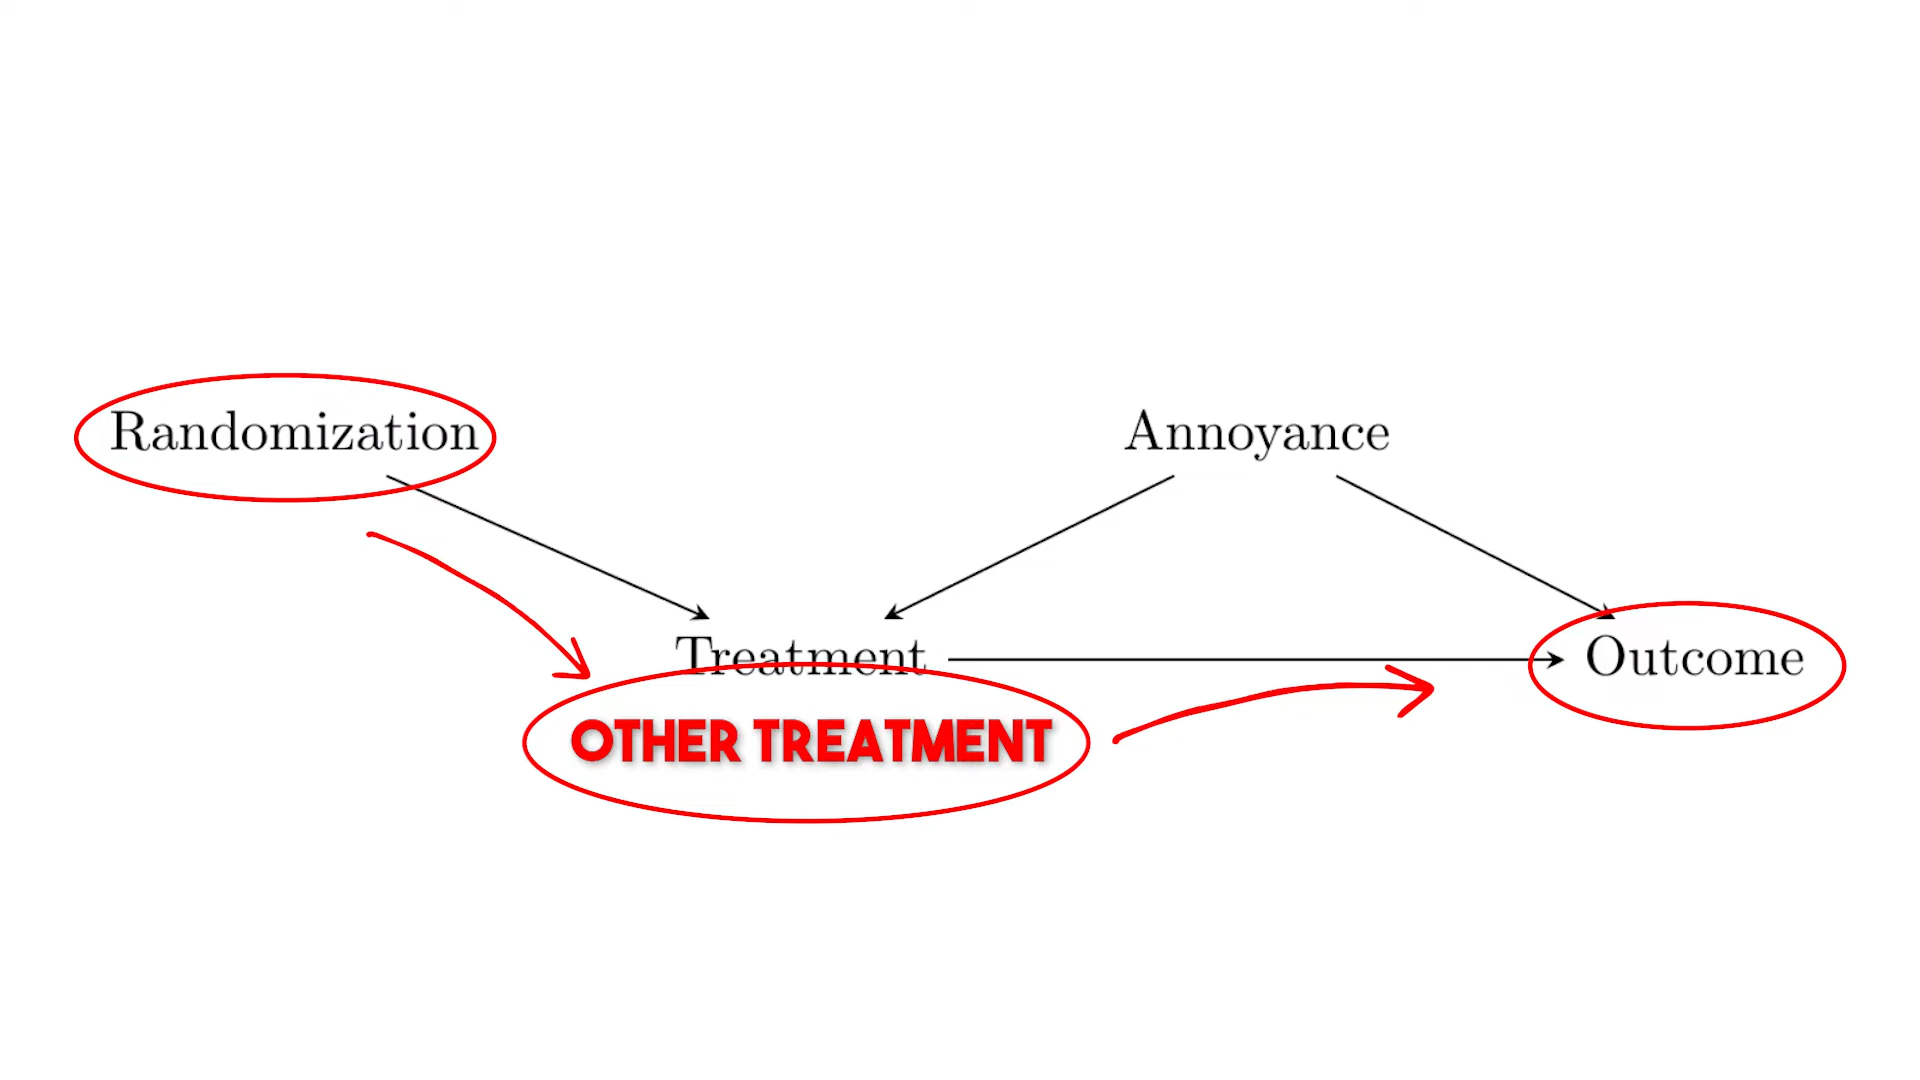 Randomization
Annoyance
Treatment
Outcome
OTHER TREATMENT